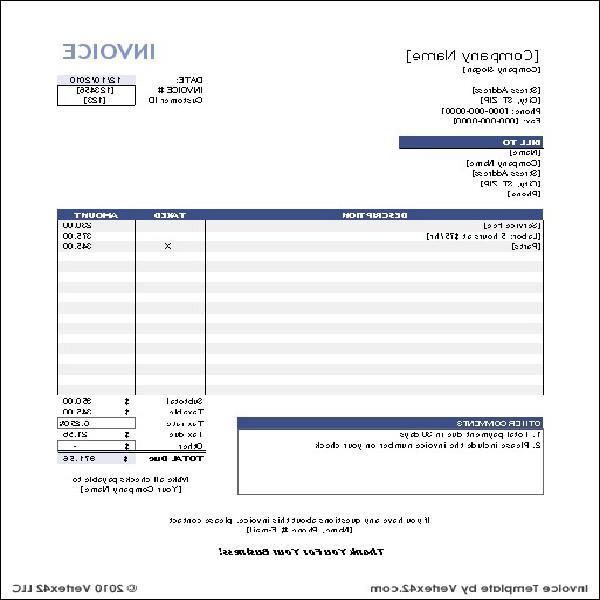 [Company Name] INVOICE
[Company Slogan]
DATE: 12/10/2010
[Street Address] INVOICE # [123456]
[City, ST ZIP] Customer ID [123]
Phone: [000-000-0000]
Fax: [000-000-0000]
BILL TO
[Name]
[Company Name]
[Street Address]
[City, ST ZIP]
[Phone]
DESCRIPTION TAXED AMOUNT
[Service Fee] 230.00
[Labor: 5 hours at $75/hr] 375.00
[Parts] X 345.00
Subtotal $ 950.00
Taxable $ 345.00
OTHER COMMENTS Tax rate 6.250%
1. Total payment due in 30 days Tax due $ 21.56
2. Please include the invoice number on your check Other $ -
TOTAL Due $ 971.56
Make all checks payable to
[Your Company Name]
If you have any questions about this invoice, please contact
[Name, Phone #, E-mail]
Thank You For Your Business!
Invoice Template by Vertex42.com © 2010 Vertex42 LLC